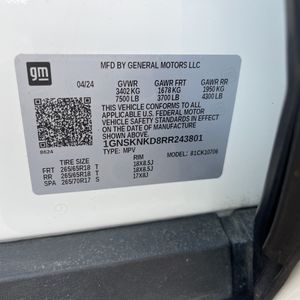 gm
MFD BY GENERAL MOTORS LLC
04/24 GVWR GAWR FRT GAWR RR
3402 KG 1678 KG 1950 KG
7500 LB 3700 LB 4300 LB
THIS VEHICLE CONFORMS TO ALL
APPLICABLE U.S. FEDERAL MOTOR
VEHICLE SAFETY STANDARDS IN
EFFECT ON THE DATE OF
MANUFACTURE SHOWN ABOVE.
1GNSKNKD8RR243801
8624 TYPE: MPV 81CK10706
TIRE SIZE RIM
FRT 265/65R18 T 18X8.5J
RR 265/65R18 T 18X8.5J
SPA 265/70R17 S 17X8J